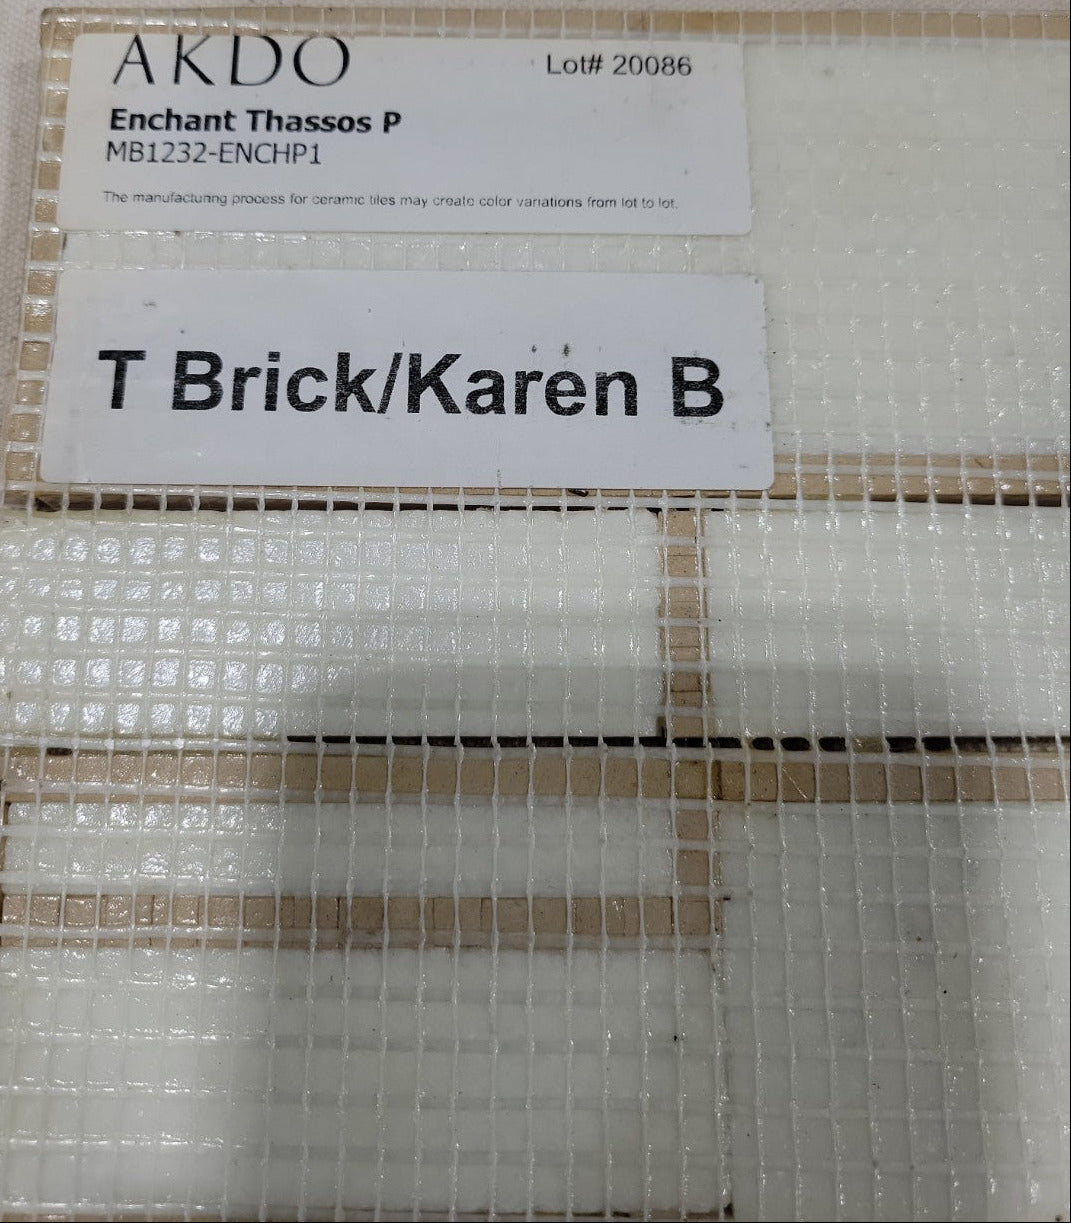 AKDO
Lot# 20086
Enchant Thassos P
MB1232-ENCHP1
The manufacturing process for ceramic tiles may create color variations from lot to lot.
T Brick/Karen B